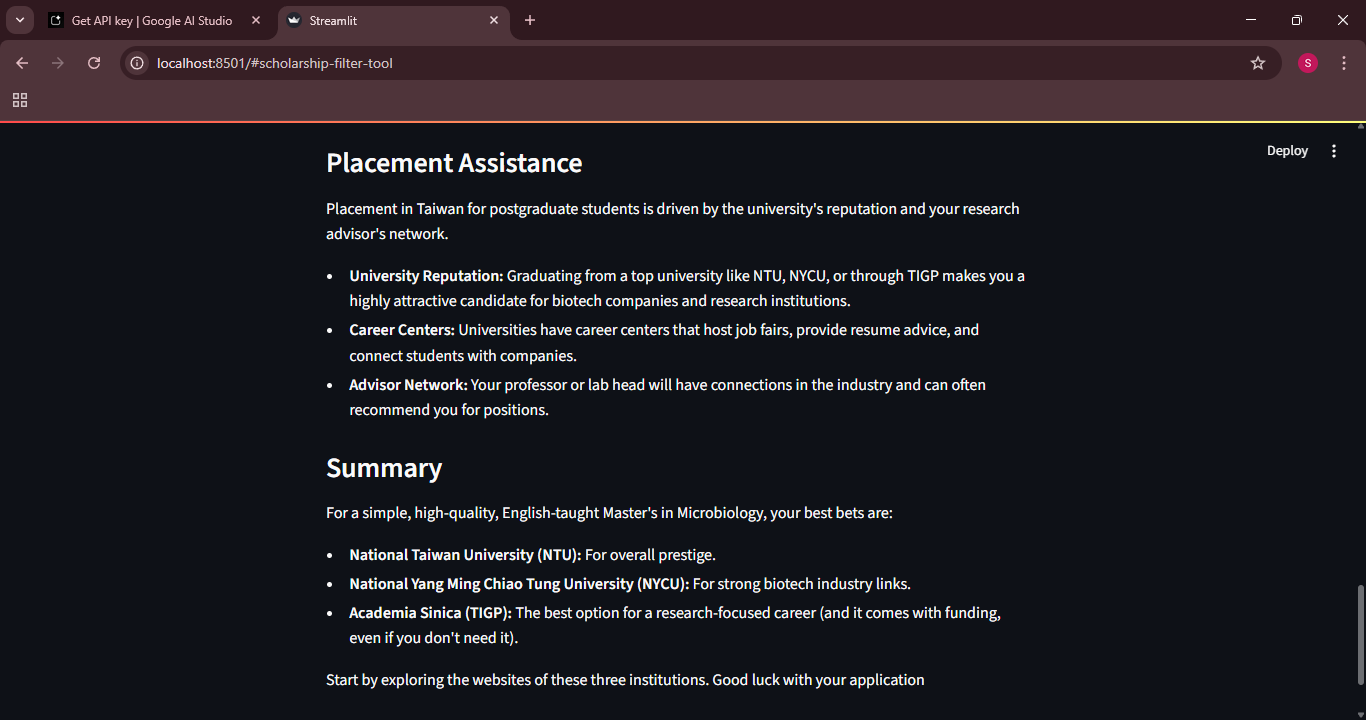 Get API key | Google AI Studio
Streamlit
localhost:8501/#scholarship-filter-tool
S
Deploy
Placement Assistance
Placement in Taiwan for postgraduate students is driven by the university's reputation and your research
advisor's network.
• University Reputation: Graduating from a top university like NTU, NYCU, or through TIGP makes you a
highly attractive candidate for biotech companies and research institutions.
• Career Centers: Universities have career centers that host job fairs, provide resume advice, and
connect students with companies.
• Advisor Network: Your professor or lab head will have connections in the industry and can often
recommend you for positions.
Summary
For a simple, high-quality, English-taught Master's in Microbiology, your best bets are:
• National Taiwan University (NTU): For overall prestige.
• National Yang Ming Chiao Tung University (NYCU): For strong biotech industry links.
• Academia Sinica (TIGP): The best option for a research-focused career (and it comes with funding,
even if you don't need it).
Start by exploring the websites of these three institutions. Good luck with your application